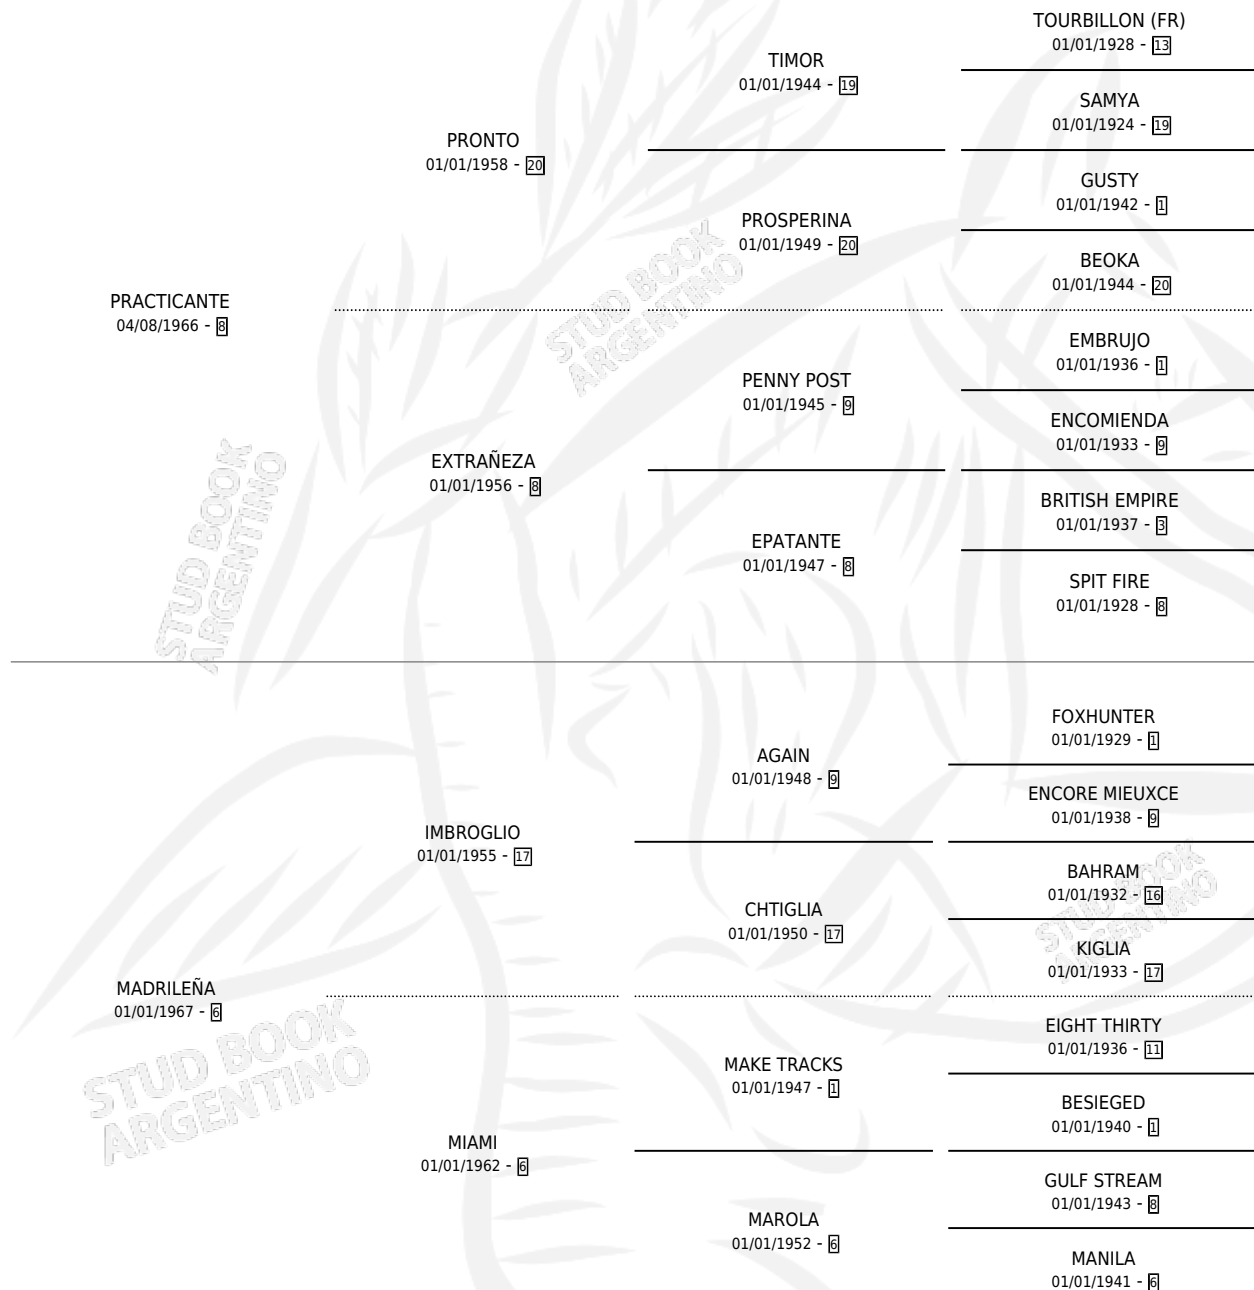 TOURBILLON (FR)
01/01/1928 - 13
TIMOR
01/01/1944 - 19
SAMYA
01/01/1924 - 19
PRONTO
01/01/1958 - 20
GUSTY
01/01/1942 - 1
PROSPERINA
01/01/1949 - 20
BEOKA
01/01/1944 - 20
PRACTICANTE
04/08/1966 - 8
EMBRUJO
01/01/1936 - 1
PENNY POST
01/01/1945 - 9
ENCOMIENDA
01/01/1933 - 9
EXTRAÑEZA
01/01/1956 - 8
BRITISH EMPIRE
01/01/1937 - 3
EPATANTE
01/01/1947 - 8
SPIT FIRE
01/01/1928 - 8
FOXHUNTER
01/01/1929 - 1
AGAIN
01/01/1948 - 9
ENCORE MIEUXCE
01/01/1938 - 9
IMBROGLIO
01/01/1955 - 17
BAHRAM
01/01/1932 - 16
CHTIGLIA
01/01/1950 - 17
KIGLIA
01/01/1933 - 17
MADRILEÑA
01/01/1967 - 6
EIGHT THIRTY
01/01/1936 - 11
MAKE TRACKS
01/01/1947 - 1
BESIEGED
01/01/1940 - 1
MIAMI
01/01/1962 - 6
GULF STREAM
01/01/1943 - 8
MAROLA
01/01/1952 - 6
MANILA
01/01/1941 - 6
STUD BOOK
ARGENTINO
STUD BOOK
ARGENTINO
STUD BOOK
ARGENTINO
STUD BOOK
ARGENTINO